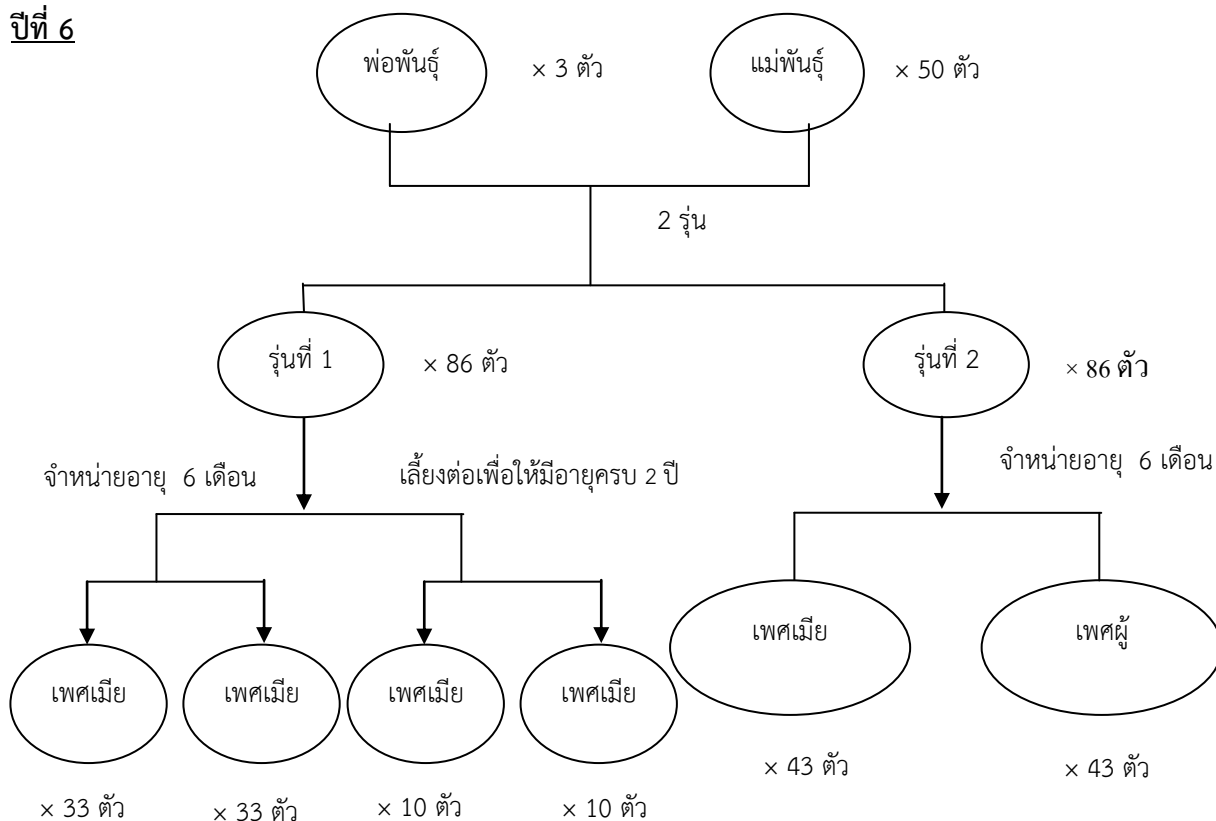 ปีที่ 6
พ่อพันธุ์ × 3 ตัว แม่พันธุ์ × 50 ตัว
2 รุ่น
รุ่นที่ 1 × 86 ตัว รุ่นที่ 2 × 86 ตัว
จำหน่ายอายุ 6 เดือน เลี้ยงต่อเพื่อให้มีอายุครบ 2 ปี จำหน่ายอายุ 6 เดือน
เพศเมีย เพศเมีย เพศเมีย เพศเมีย เพศเมีย เพศผู้
× 33 ตัว × 33 ตัว × 10 ตัว × 10 ตัว × 43 ตัว × 43 ตัว